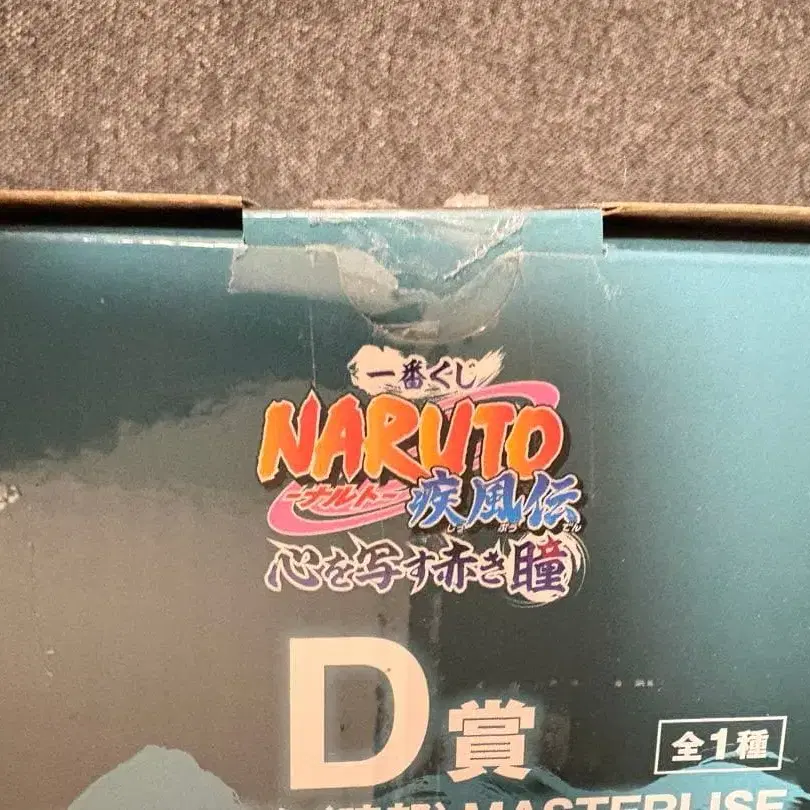 一番くじ
NARUTO
-ナルト- 疾風伝
しっ ぷう でん
心を写す赤き瞳
D賞
全1種
MASTERLISE